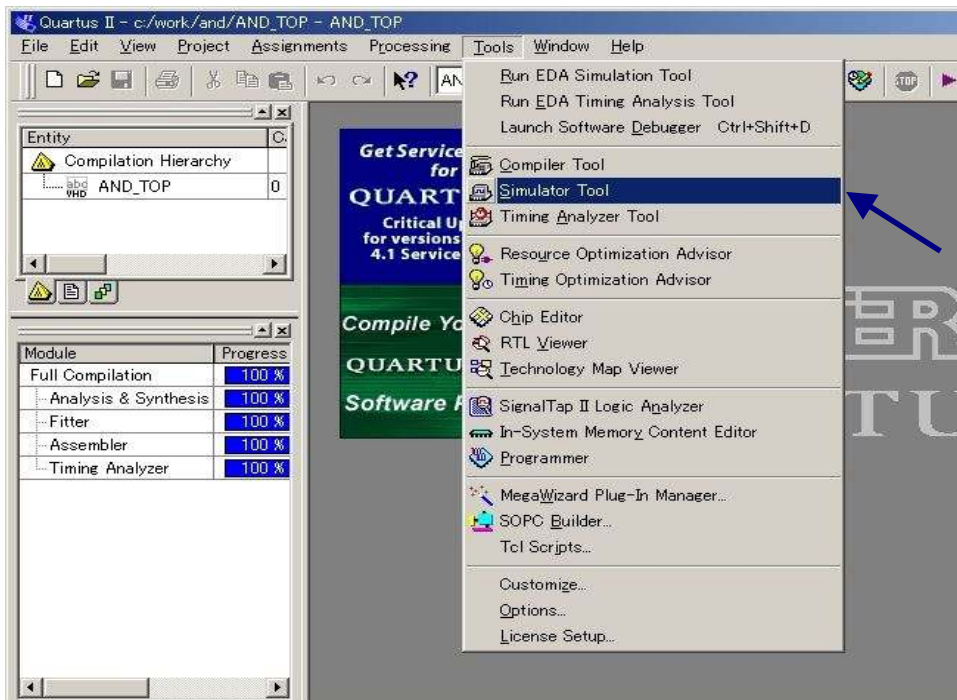 Quartus II - c:/work/and/AND_TOP - AND_TOP
File Edit View Project Assignments Processing Tools Window Help
Entity
Compilation Hierarchy
abc VHD AND_TOP 0
Module Progress
Full Compilation 100 %
Analysis & Synthesis 100 %
Fitter 100 %
Assembler 100 %
Timing Analyzer 100 %
Get Service
for
QUART
Critical
for versions
4.1 Service
Compile
QUARTU
Software
Run EDA Simulation Tool
Run EDA Timing Analysis Tool
Launch Software Debugger Ctrl+Shift+D
Compiler Tool
Simulator Tool
Timing Analyzer Tool
Resource Optimization Advisor
Timing Optimization Advisor
Chip Editor
RTL Viewer
Technology Map Viewer
SignalTap II Logic Analyzer
In-System Memory Content Editor
Programmer
MegaWizard Plug-In Manager...
SOPC Builder...
Tcl Scripts...
Customize...
Options...
License Setup...
STOP
ER
TU